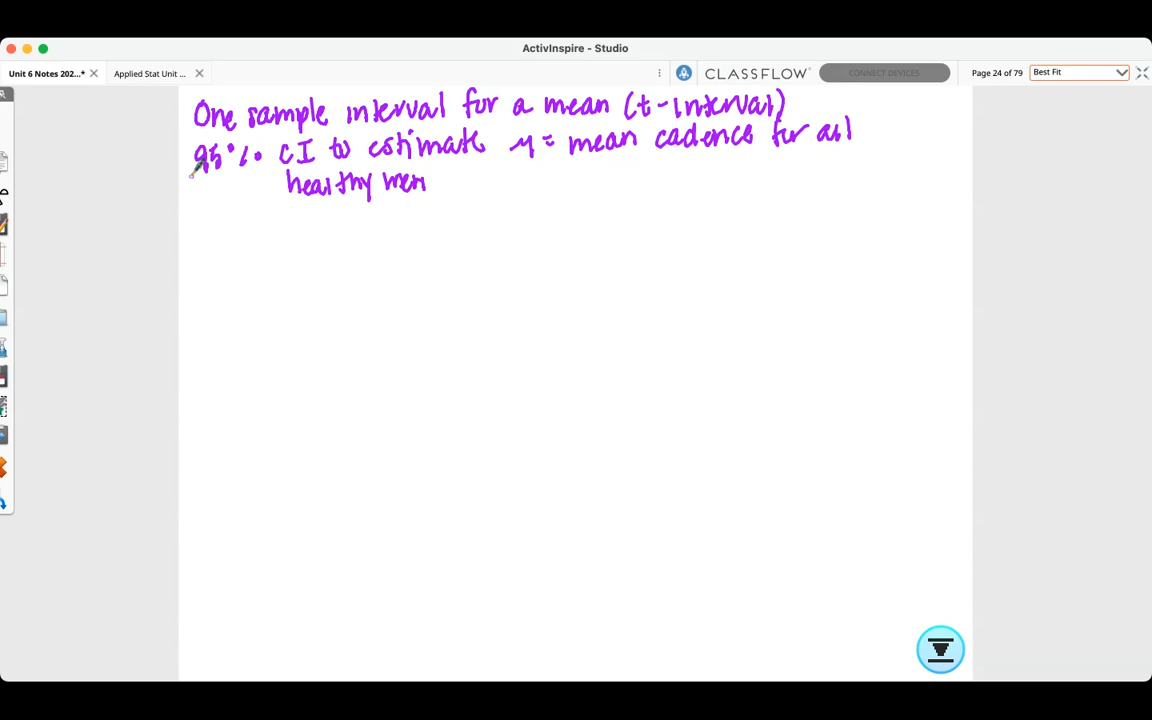 ActivInspire - Studio
Unit 6 Notes 202...*
Applied Stat Unit ...
CLASSFLOW
CONNECT DEVICES
Page 24 of 79
Best Fit
One sample interval for a mean (t-interval)
95% CI to estimate μ = mean cadence for all
healthy men